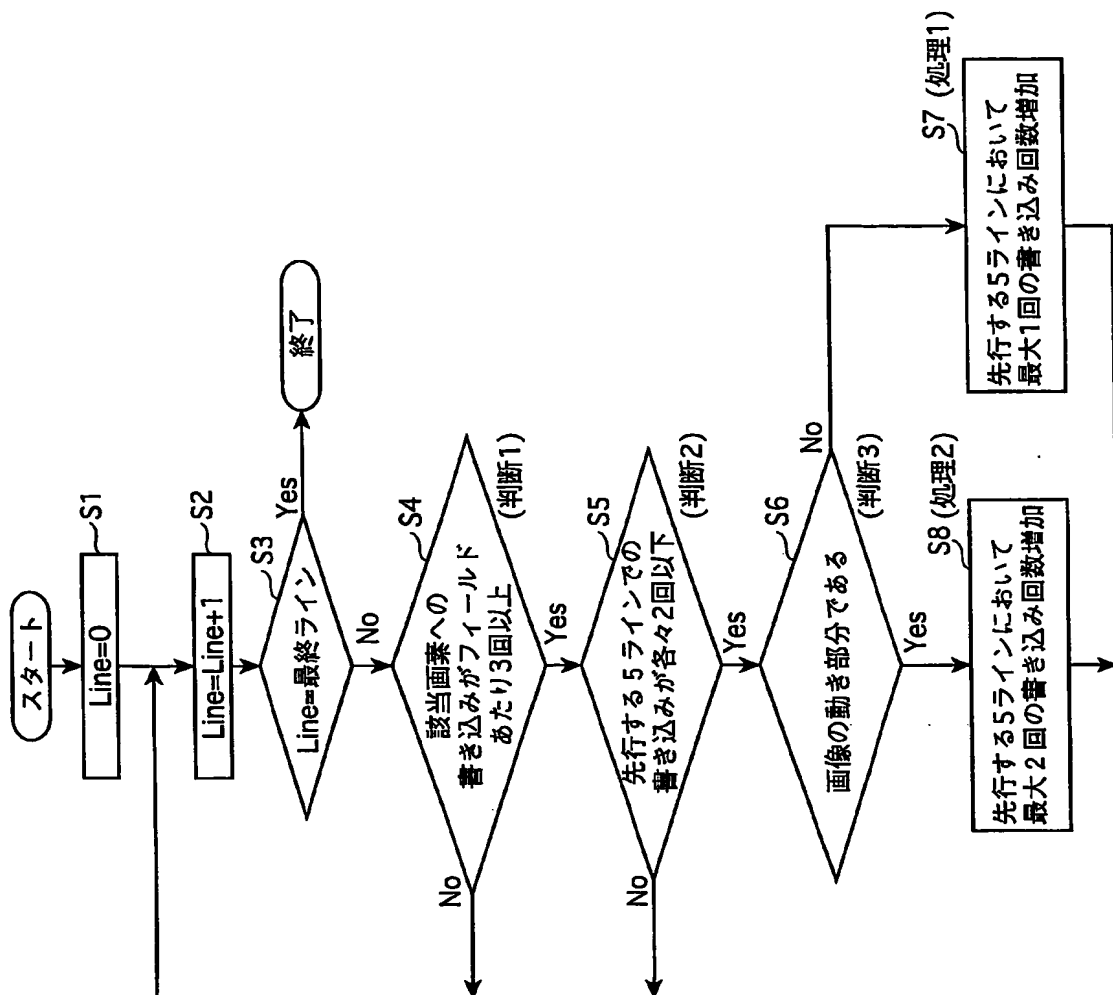 スタート
S1
Line=0
S2
Line=Line+1
S3
Line=最終ライン
Yes
終了
No
S4
該当画素への
書き込みがフィールド
あたり3回以上
(判断1)
No
Yes
S5
先行する5ラインでの
書き込みが各々2回以下
(判断2)
No
Yes
S6
画像の動き部分である
(判断3)
No
Yes
S7 (処理1)
先行する5ラインにおいて
最大1回の書き込み回数増加
S8 (処理2)
先行する5ラインにおいて
最大2回の書き込み回数増加